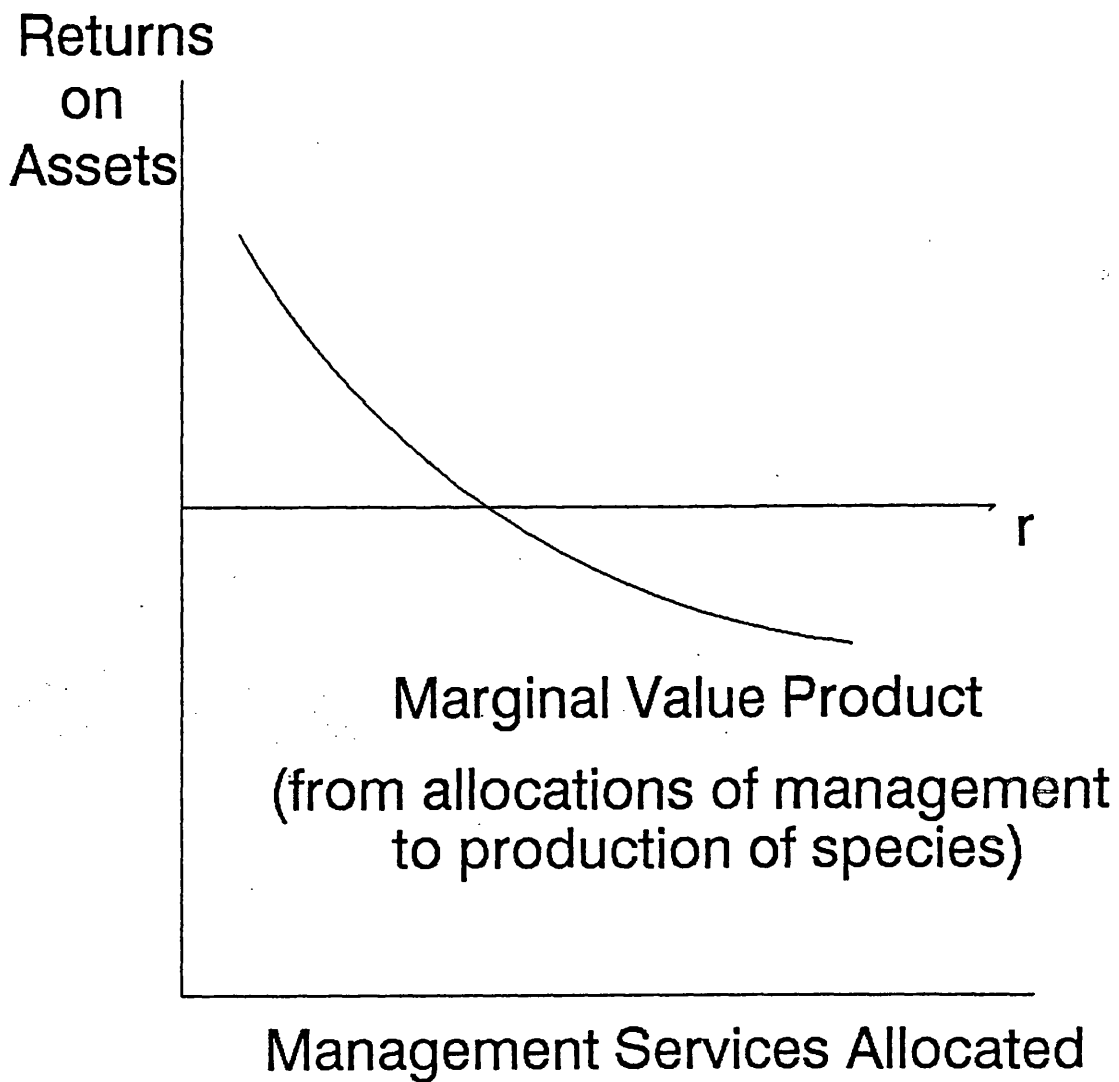 Returns
on
Assets
r
Marginal Value Product
(from allocations of management
to production of species)
Management Services Allocated